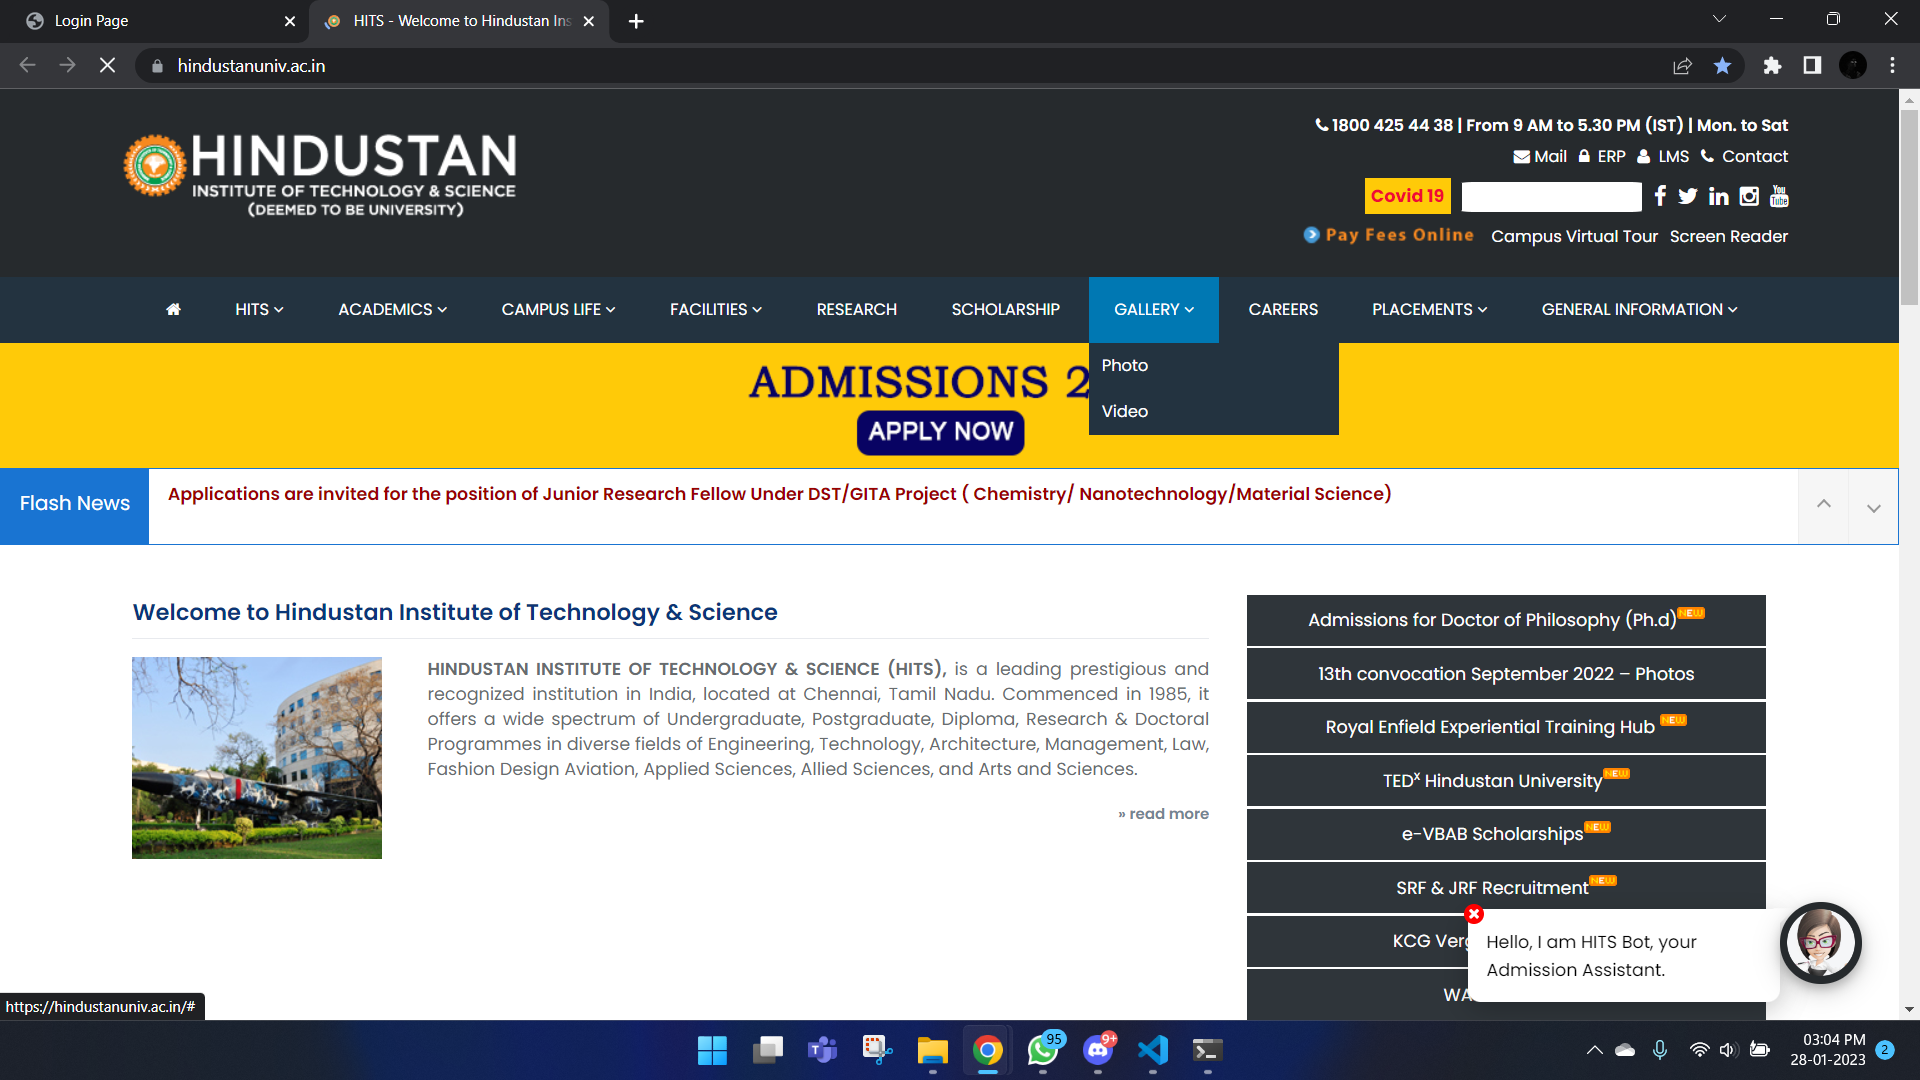 Login Page
HITS - Welcome to Hindustan Ins
hindustanuniv.ac.in
HINDUSTAN
INSTITUTE OF TECHNOLOGY & SCIENCE
(DEEMED TO BE UNIVERSITY)
1800 425 44 38 | From 9 AM to 5.30 PM (IST) | Mon. to Sat
Mail ERP LMS Contact
Covid 19
You
Tube
Pay Fees Online Campus Virtual Tour Screen Reader
HITS ACADEMICS CAMPUS LIFE FACILITIES RESEARCH SCHOLARSHIP GALLERY CAREERS PLACEMENTS GENERAL INFORMATION
Photo
Video
ADMISSIONS 2
APPLY NOW
Flash News
Applications are invited for the position of Junior Research Fellow Under DST/GITA Project ( Chemistry/ Nanotechnology/Material Science)
Welcome to Hindustan Institute of Technology & Science
HINDUSTAN INSTITUTE OF TECHNOLOGY & SCIENCE (HITS), is a leading prestigious and
recognized institution in India, located at Chennai, Tamil Nadu. Commenced in 1985, it
offers a wide spectrum of Undergraduate, Postgraduate, Diploma, Research & Doctoral
Programmes in diverse fields of Engineering, Technology, Architecture, Management, Law,
Fashion Design Aviation, Applied Sciences, Allied Sciences, and Arts and Sciences.
» read more
Admissions for Doctor of Philosophy (Ph.d) NEW
13th convocation September 2022 – Photos
Royal Enfield Experiential Training Hub NEW
TEDx Hindustan University NEW
e-VBAB Scholarships NEW
SRF & JRF Recruitment NEW
KCG Verg
WA
Hello, I am HITS Bot, your
Admission Assistant.
https://hindustanuniv.ac.in/#
95
9+
03:04 PM
28-01-2023
2